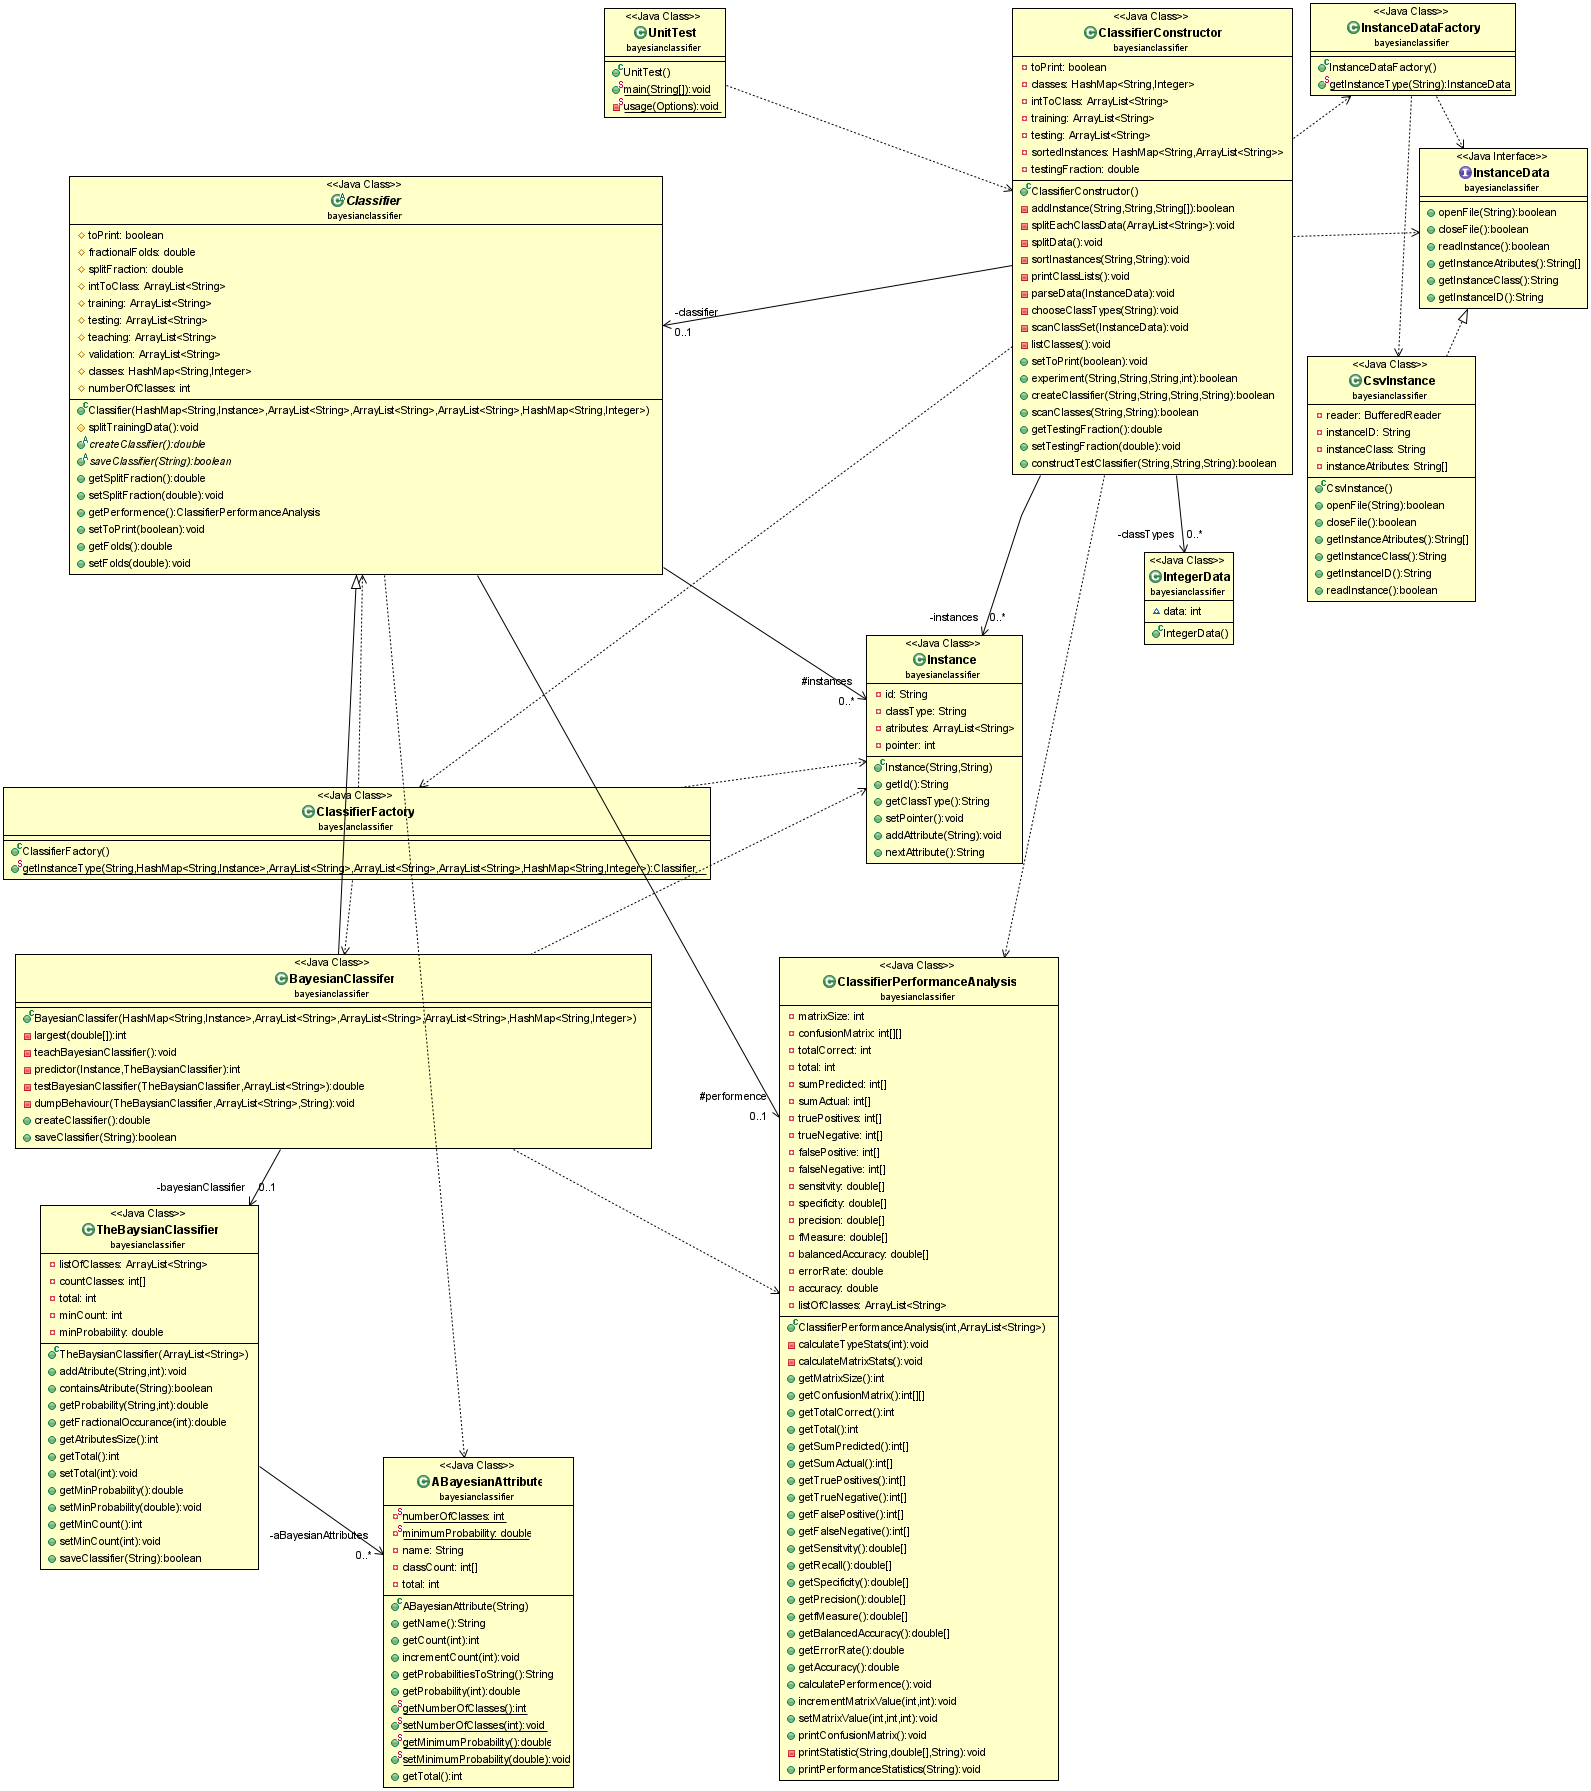 <<Java Class>>
UnitTest
bayesianclassifier
UnitTest()
main(String[]):void
usage(Options):void
<<Java Class>>
ClassifierConstructor
bayesianclassifier
toPrint: boolean
classes: HashMap<String,Integer>
intToClass: ArrayList<String>
training: ArrayList<String>
testing: ArrayList<String>
sortedInstances: HashMap<String,ArrayList<String>>
testingFraction: double
ClassifierConstructor()
addInstance(String,String,String[]):boolean
splitEachClassData(ArrayList<String>):void
splitData():void
sortInastances(String,String):void
printClassLists():void
parseData(InstanceData):void
chooseClassTypes(String):void
scanClassSet(InstanceData):void
listClasses():void
setToPrint(boolean):void
experiment(String,String,String,int):boolean
createClassifier(String,String,String,String):boolean
scanClasses(String,String):boolean
getTestingFraction():double
setTestingFraction(double):void
constructTestClassifier(String,String,String):boolean
<<Java Class>>
InstanceDataFactory
bayesianclassifier
InstanceDataFactory()
getInstanceType(String):InstanceData
<<Java Interface>>
InstanceData
bayesianclassifier
openFile(String):boolean
closeFile():boolean
readInstance():boolean
getInstanceAtributes():String[]
getInstanceClass():String
getInstanceID():String
<<Java Class>>
Classifier
bayesianclassifier
toPrint: boolean
fractionalFolds: double
splitFraction: double
intToClass: ArrayList<String>
training: ArrayList<String>
testing: ArrayList<String>
teaching: ArrayList<String>
validation: ArrayList<String>
classes: HashMap<String,Integer>
numberOfClasses: int
Classifier(HashMap<String,Instance>,ArrayList<String>,ArrayList<String>,ArrayList<String>,HashMap<String,Integer>)
splitTrainingData():void
createClassifier():double
saveClassifier(String):boolean
getSplitFraction():double
setSplitFraction(double):void
getPerformence():ClassifierPerformanceAnalysis
setToPrint(boolean):void
getFolds():double
setFolds(double):void
-classifier
0..1
<<Java Class>>
CsvInstance
bayesianclassifier
reader: BufferedReader
instanceID: String
instanceClass: String
instanceAtributes: String[]
CsvInstance()
openFile(String):boolean
closeFile():boolean
getInstanceAtributes():String[]
getInstanceClass():String
getInstanceID():String
readInstance():boolean
-classTypes 0..*
<<Java Class>>
IntegerData
bayesianclassifier
data: int
IntegerData()
-instances 0..*
<<Java Class>>
Instance
bayesianclassifier
id: String
classType: String
atributes: ArrayList<String>
pointer: int
Instance(String,String)
getId():String
getClassType():String
setPointer():void
addAttribute(String):void
nextAttribute():String
#instances
0..*
<<Java Class>>
ClassifierFactory
bayesianclassifier
ClassifierFactory()
getInstanceType(String,HashMap<String,Instance>,ArrayList<String>,ArrayList<String>,ArrayList<String>,HashMap<String,Integer>):Classifier
<<Java Class>>
BayesianClassifer
bayesianclassifier
BayesianClassifer(HashMap<String,Instance>,ArrayList<String>,ArrayList<String>,ArrayList<String>,HashMap<String,Integer>)
largest(double[]):int
teachBayesianClassifier():void
predictor(Instance,TheBaysianClassifier):int
testBayesianClassifier(TheBaysianClassifier,ArrayList<String>):double
dumpBehaviour(TheBaysianClassifier,ArrayList<String>,String):void
createClassifier():double
saveClassifier(String):boolean
#performence
0..1
<<Java Class>>
ClassifierPerformanceAnalysis
bayesianclassifier
matrixSize: int
confusionMatrix: int[][]
totalCorrect: int
total: int
sumPredicted: int[]
sumActual: int[]
truePositives: int[]
trueNegative: int[]
falsePositive: int[]
falseNegative: int[]
sensitvity: double[]
specificity: double[]
precision: double[]
fMeasure: double[]
balancedAccuracy: double[]
errorRate: double
accuracy: double
listOfClasses: ArrayList<String>
ClassifierPerformanceAnalysis(int,ArrayList<String>)
calculateTypeStats(int):void
calculateMatrixStats():void
getMatrixSize():int
getConfusionMatrix():int[][]
getTotalCorrect():int
getTotal():int
getSumPredicted():int[]
getSumActual():int[]
getTruePositives():int[]
getTrueNegative():int[]
getFalsePositive():int[]
getFalseNegative():int[]
getSensitvity():double[]
getRecall():double[]
getSpecificity():double[]
getPrecision():double[]
getfMeasure():double[]
getBalancedAccuracy():double[]
getErrorRate():double
getAccuracy():double
calculatePerformence():void
incrementMatrixValue(int,int):void
setMatrixValue(int,int,int):void
printConfusionMatrix():void
printStatistic(String,double[],String):void
printPerformanceStatistics(String):void
-bayesianClassifier 0..1
<<Java Class>>
TheBaysianClassifier
bayesianclassifier
listOfClasses: ArrayList<String>
countClasses: int[]
total: int
minCount: int
minProbability: double
TheBaysianClassifier(ArrayList<String>)
addAtribute(String,int):void
containsAtribute(String):boolean
getProbability(String,int):double
getFractionalOccurance(int):double
getAtributesSize():int
getTotal():int
setTotal(int):void
getMinProbability():double
setMinProbability(double):void
getMinCount():int
setMinCount(int):void
saveClassifier(String):boolean
-aBayesianAttributes
0..*
<<Java Class>>
ABayesianAttribute
bayesianclassifier
numberOfClasses: int
minimumProbability: double
name: String
classCount: int[]
total: int
ABayesianAttribute(String)
getName():String
getCount(int):int
incrementCount(int):void
getProbabilitiesToString():String
getProbability(int):double
getNumberOfClasses():int
setNumberOfClasses(int):void
getMinimumProbability():double
setMinimumProbability(double):void
getTotal():int